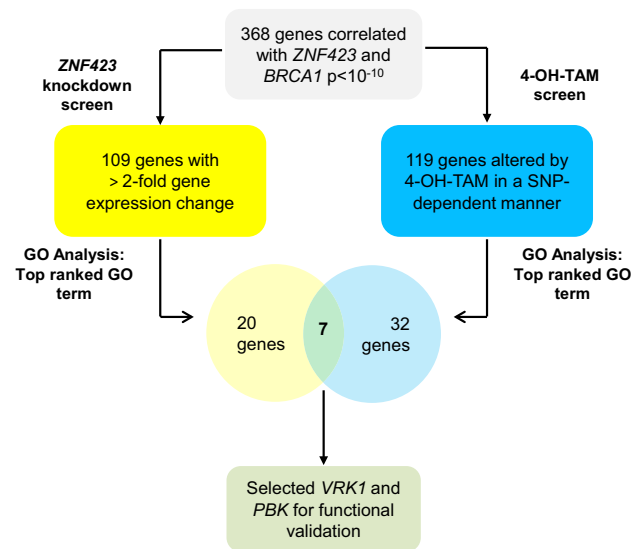 368 genes correlated
with ZNF423 and
BRCA1 p<10⁻¹⁰
ZNF423
knockdown
screen
4-OH-TAM
screen
109 genes with
> 2-fold gene
expression change
119 genes altered by
4-OH-TAM in a SNP-
dependent manner
GO Analysis:
Top ranked GO
term
GO Analysis:
Top ranked GO
term
20
genes
7
32
genes
Selected VRK1 and
PBK for functional
validation